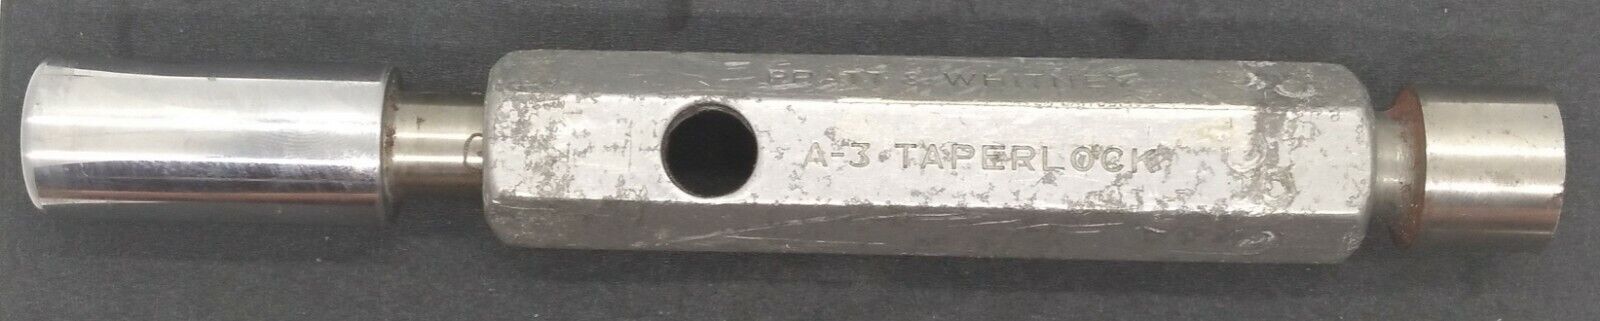 PRATT & WHITNEY
A-3 TAPERLOCK